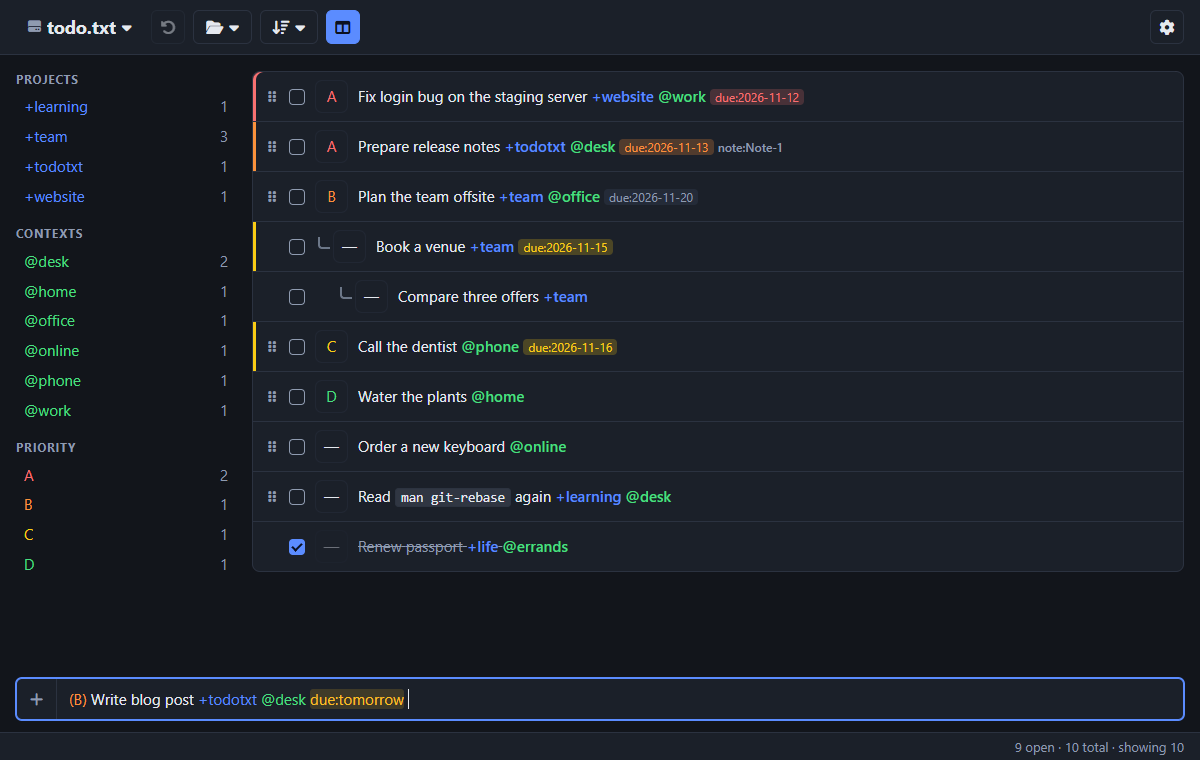 todo.txt
PROJECTS
+learning 1
+team 3
+todotxt 1
+website 1
CONTEXTS
@desk 2
@home 1
@office 1
@online 1
@phone 1
@work 1
PRIORITY
A 2
B 1
C 1
D 1
A Fix login bug on the staging server +website @work due:2026-11-12
A Prepare release notes +todotxt @desk due:2026-11-13 note:Note-1
B Plan the team offsite +team @office due:2026-11-20
— Book a venue +team due:2026-11-15
— Compare three offers +team
C Call the dentist @phone due:2026-11-16
D Water the plants @home
— Order a new keyboard @online
— Read man git-rebase again +learning @desk
— Renew passport +life @errands
+ (B) Write blog post +todotxt @desk due:tomorrow
9 open · 10 total · showing 10